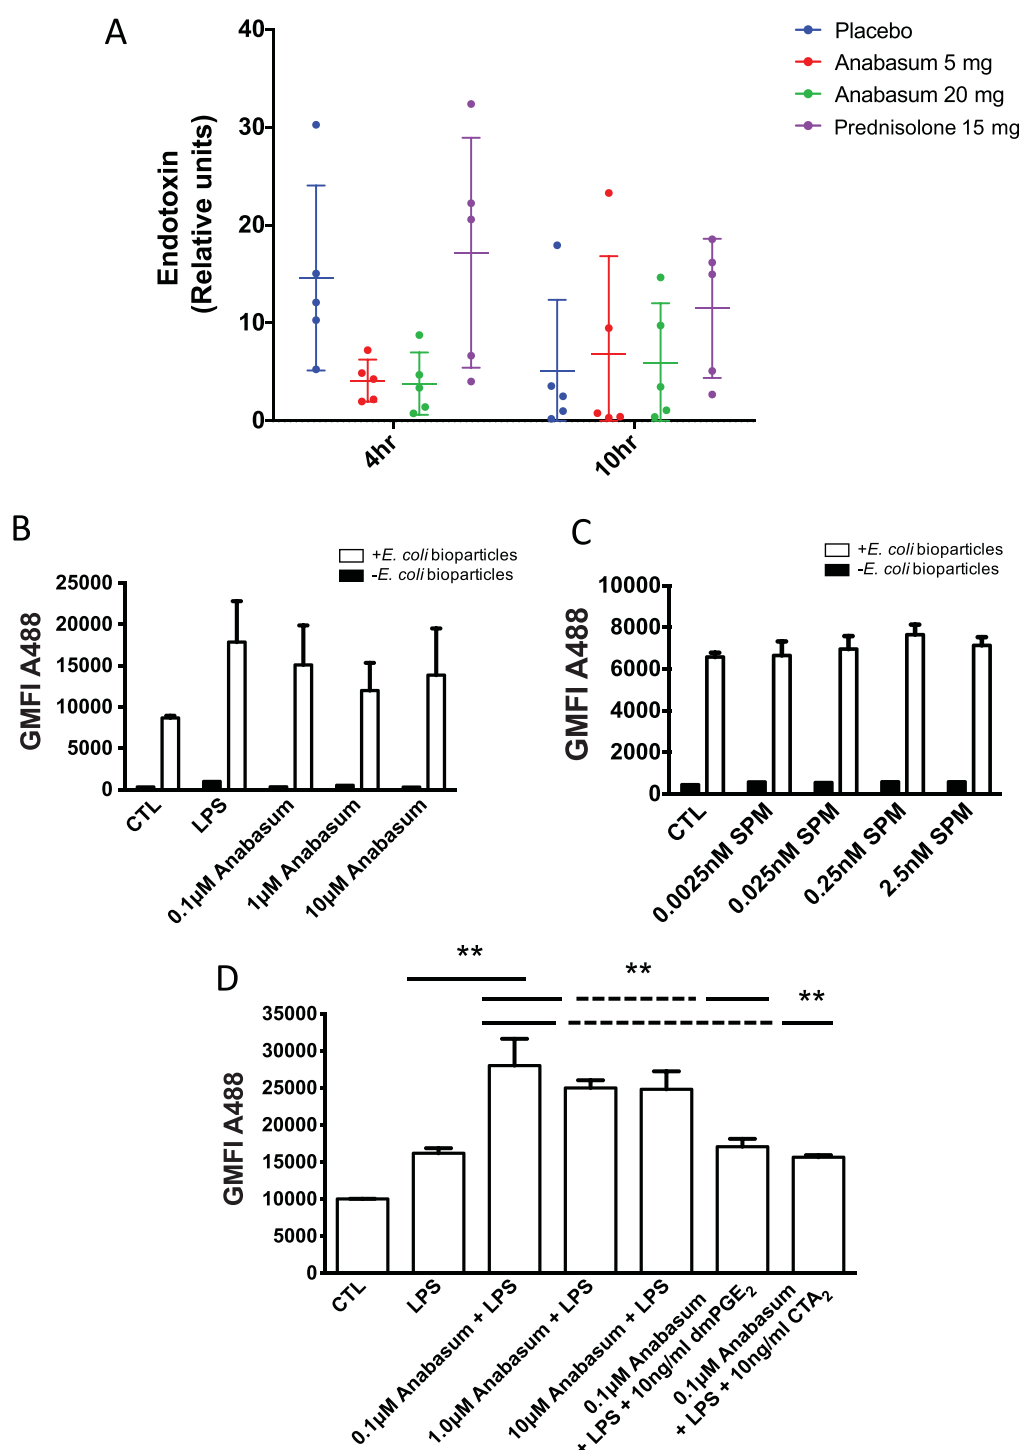 A
40
30
20
10
0
Endotoxin
(Relative units)
4hr
10hr
Placebo
Anabasum 5 mg
Anabasum 20 mg
Prednisolone 15 mg
B
+E. coli bioparticles
-E. coli bioparticles
25000
20000
15000
10000
5000
0
GMFI A488
CTL
LPS
0.1µM Anabasum
1µM Anabasum
10µM Anabasum
C
+E. coli bioparticles
-E. coli bioparticles
10000
8000
6000
4000
2000
0
GMFI A488
CTL
0.0025nM SPM
0.025nM SPM
0.25nM SPM
2.5nM SPM
D
**
**
**
35000
30000
25000
20000
15000
10000
5000
0
GMFI A488
CTL
LPS
0.1µM Anabasum + LPS
1.0µM Anabasum + LPS
10µM Anabasum + LPS
0.1µM Anabasum
+ LPS + 10ng/ml dmPGE₂
0.1µM Anabasum
+ LPS + 10ng/ml CTA₂